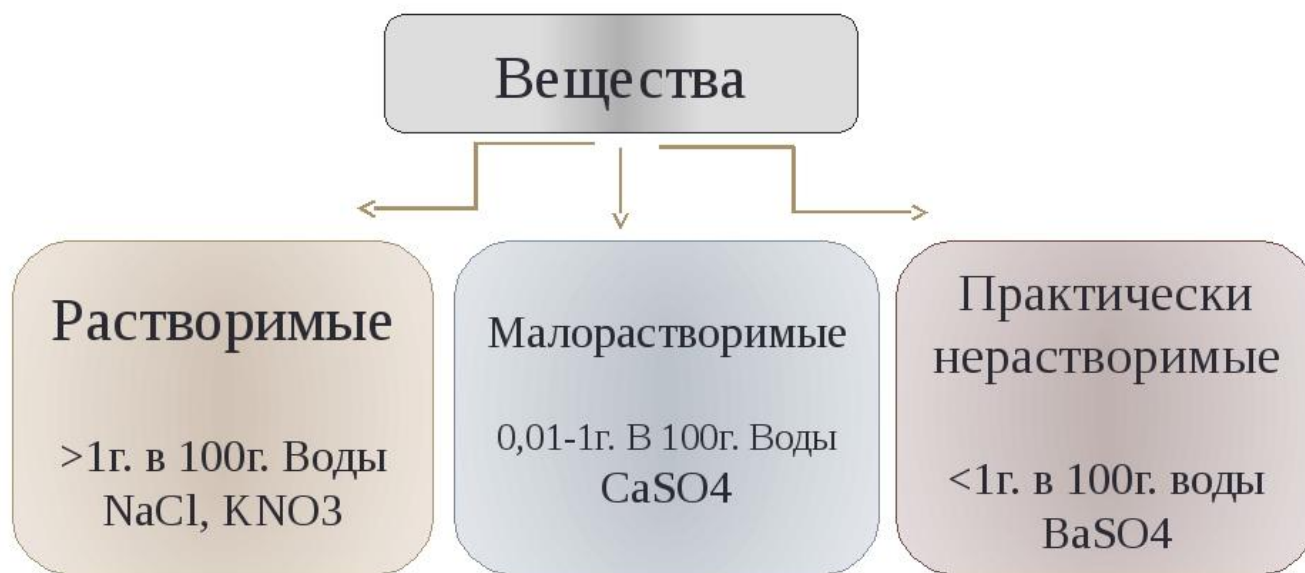 Вещества
Растворимые
>1г. в 100г. Воды
NaCl, KNO3
Малорастворимые
0,01-1г. В 100г. Воды
CaSO4
Практически
нерастворимые
<1г. в 100г. воды
BaSO4